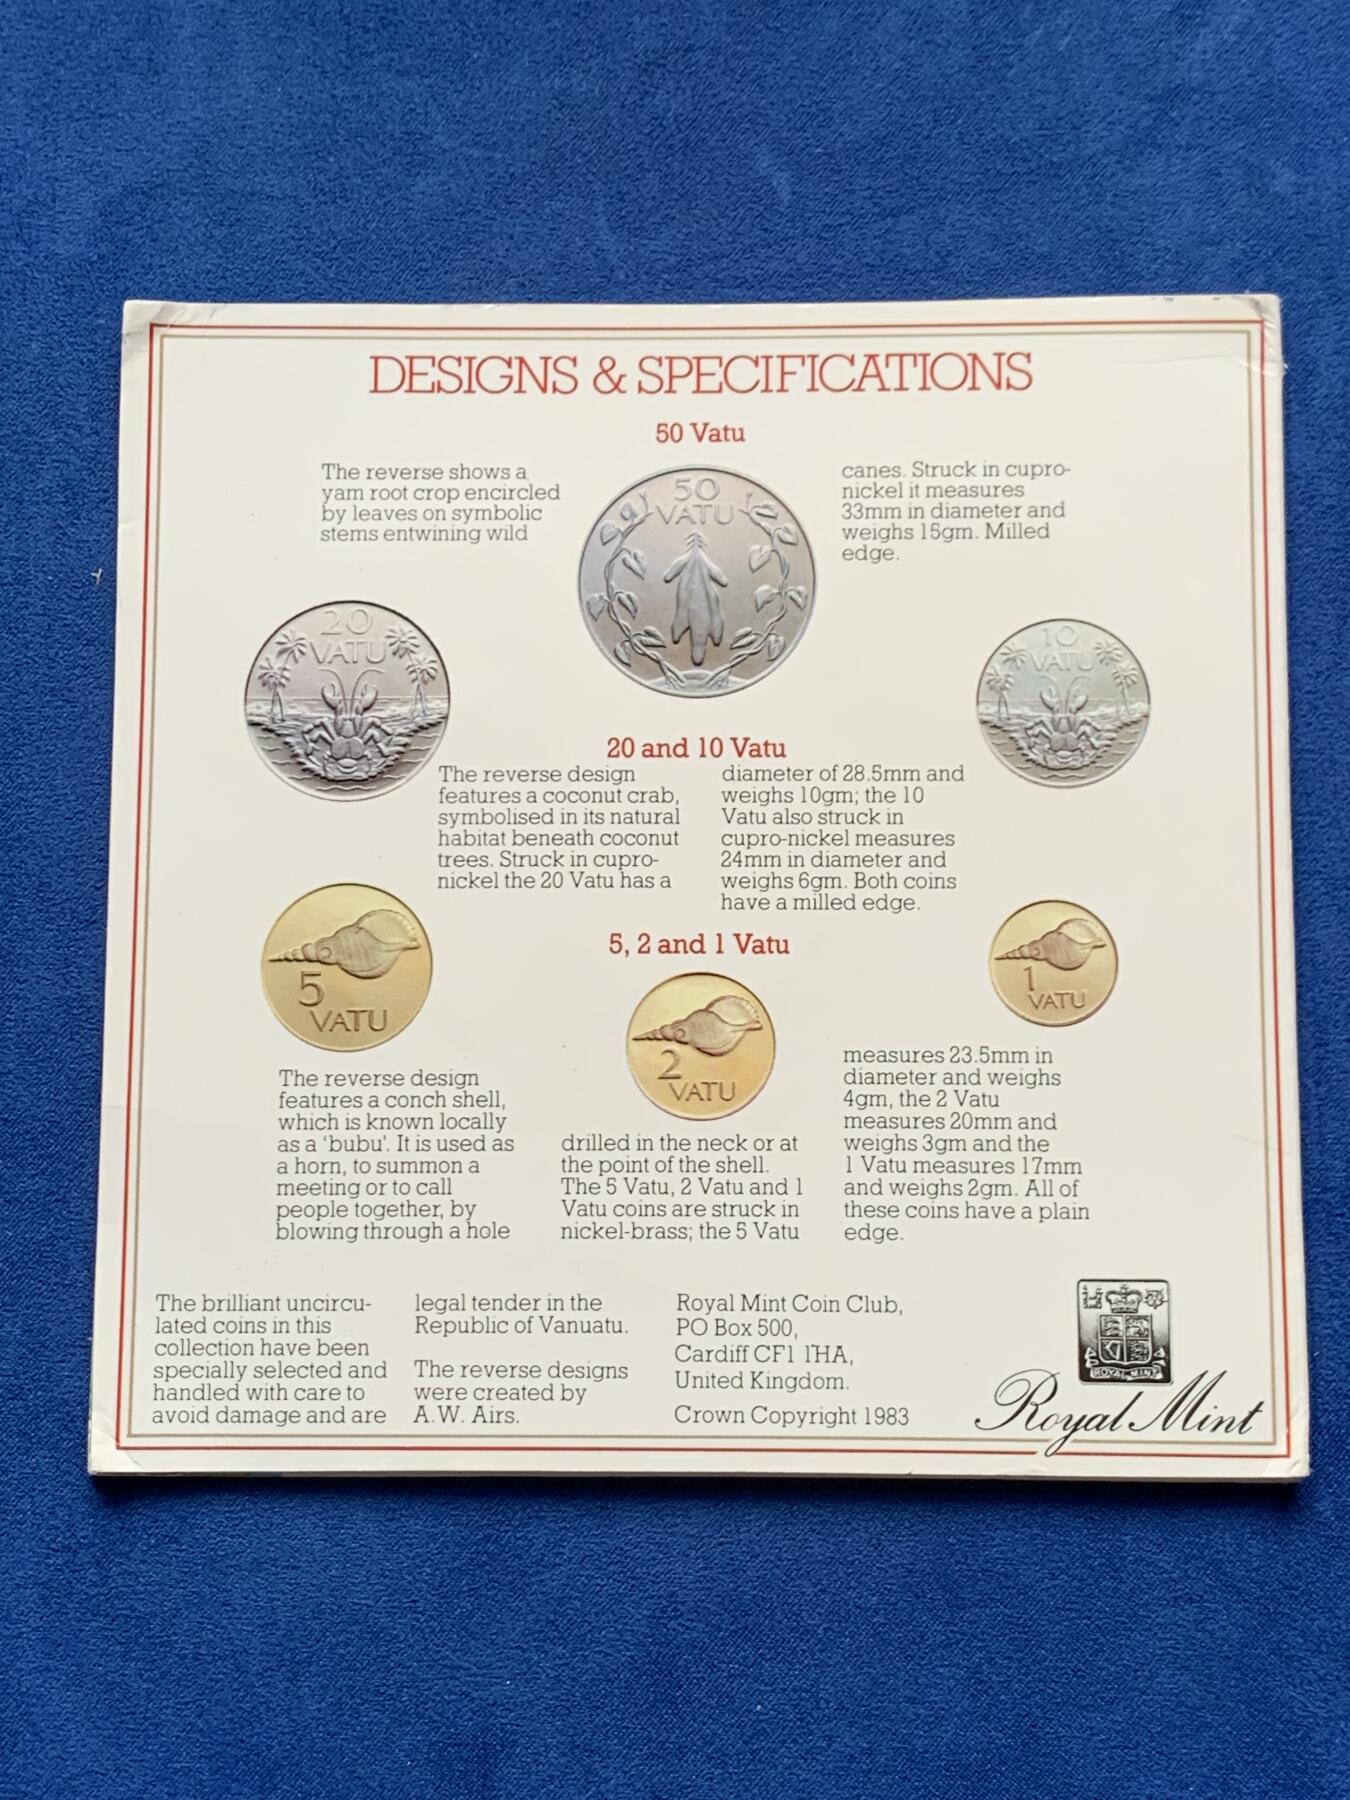 DESIGNS & SPECIFICATIONS
50 Vatu
The reverse shows a
yam root crop encircled
by leaves on symbolic
stems entwining wild
canes. Struck in cupro-
nickel it measures
33mm in diameter and
weighs 15gm. Milled
edge.
50
VATU
20
VATU
10
VATU
20 and 10 Vatu
The reverse design
features a coconut crab,
symbolised in its natural
habitat beneath coconut
trees. Struck in cupro-
nickel the 20 Vatu has a
diameter of 28.5mm and
weighs 10gm; the 10
Vatu also struck in
cupro-nickel measures
24mm in diameter and
weighs 6gm. Both coins
have a milled edge.
5, 2 and 1 Vatu
5
VATU
2
VATU
1
VATU
The reverse design
features a conch shell,
which is known locally
as a 'bubu'. It is used as
a horn, to summon a
meeting or to call
people together, by
blowing through a hole
drilled in the neck or at
the point of the shell.
The 5 Vatu, 2 Vatu and 1
Vatu coins are struck in
nickel-brass; the 5 Vatu
measures 23.5mm in
diameter and weighs
4gm, the 2 Vatu
measures 20mm and
weighs 3gm and the
1 Vatu measures 17mm
and weighs 2gm. All of
these coins have a plain
edge.
The brilliant uncircu-
lated coins in this
collection have been
specially selected and
handled with care to
avoid damage and are
legal tender in the
Republic of Vanuatu.
The reverse designs
were created by
A.W. Airs.
Royal Mint Coin Club,
PO Box 500,
Cardiff CF1 1HA,
United Kingdom.
Crown Copyright 1983
ROYAL MINT
Royal Mint